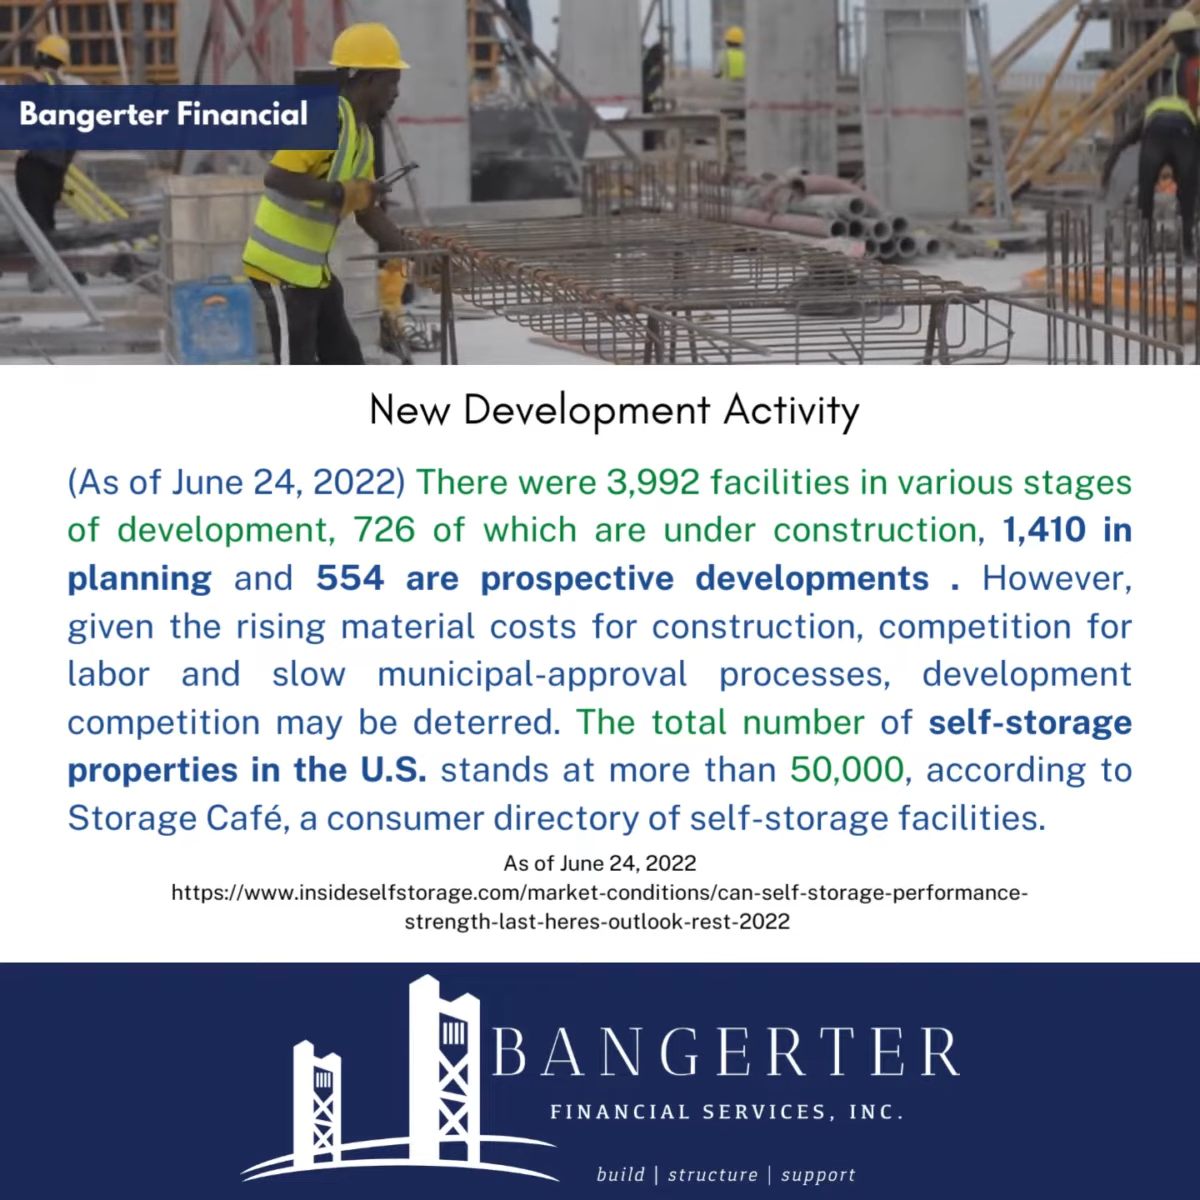 Bangerter Financial
New Development Activity
(As of June 24, 2022) There were 3,992 facilities in various stages
of development, 726 of which are under construction, 1,410 in
planning and 554 are prospective developments . However,
given the rising material costs for construction, competition for
labor and slow municipal-approval processes, development
competition may be deterred. The total number of self-storage
properties in the U.S. stands at more than 50,000, according to
Storage Café, a consumer directory of self-storage facilities.
As of June 24, 2022
https://www.insideselfstorage.com/market-conditions/can-self-storage-performance-
strength-last-heres-outlook-rest-2022
BANGERTER
FINANCIAL SERVICES, INC.
build | structure | support